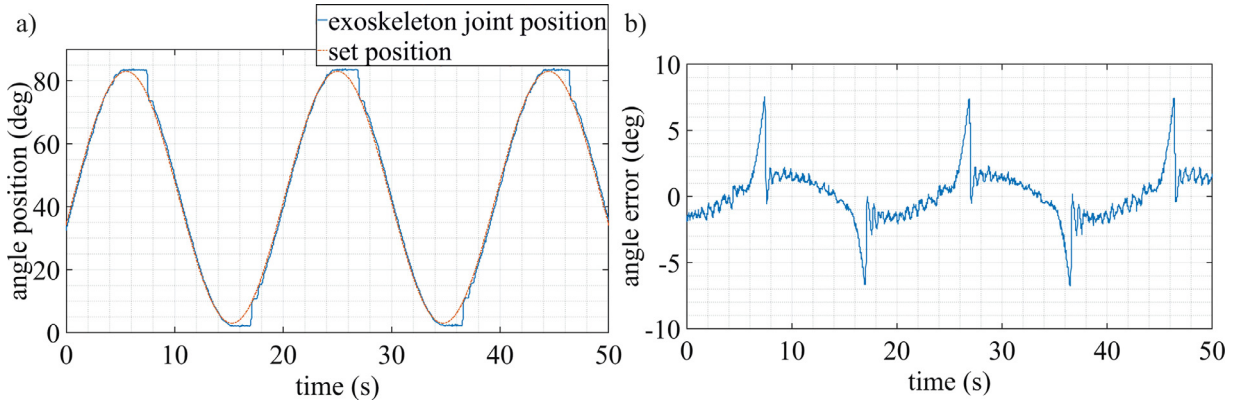 a)
exoskeleton joint position
set position
angle position (deg)
80
60
40
20
0
0 10 20 30 40 50
time (s)
b)
angle error (deg)
10
5
0
-5
-10
0 10 20 30 40 50
time (s)